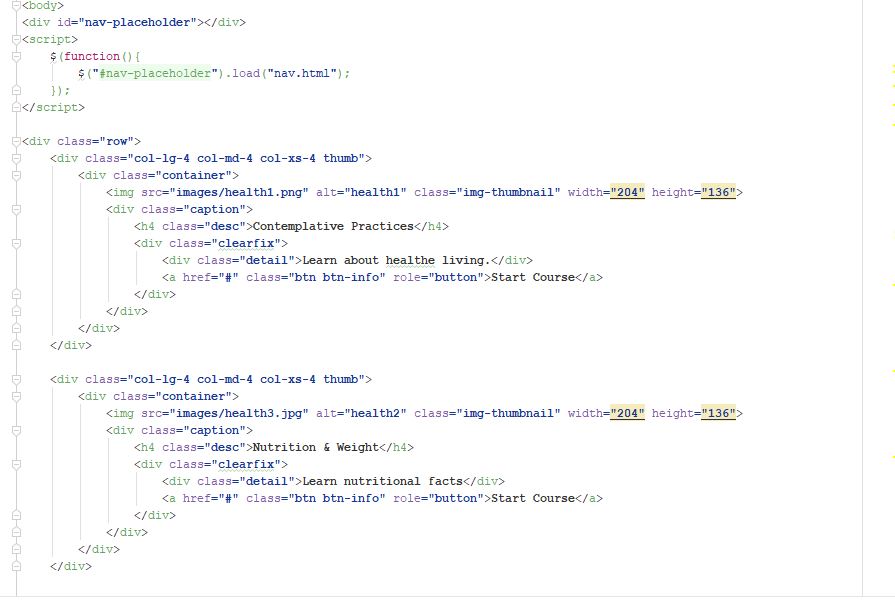 <body>
<div id="nav-placeholder"></div>
<script>
    $(function(){
        $("#nav-placeholder").load("nav.html");
    });
</script>

<div class="row">
    <div class="col-lg-4 col-md-4 col-xs-4 thumb">
        <div class="container">
            <img src="images/health1.png" alt="health1" class="img-thumbnail" width="204" height="136">
            <div class="caption">
                <h4 class="desc">Contemplative Practices</h4>
                <div class="clearfix">
                    <div class="detail">Learn about healthe living.</div>
                    <a href="#" class="btn btn-info" role="button">Start Course</a>
                </div>
            </div>
        </div>
    </div>

    <div class="col-lg-4 col-md-4 col-xs-4 thumb">
        <div class="container">
            <img src="images/health3.jpg" alt="health2" class="img-thumbnail" width="204" height="136">
            <div class="caption">
                <h4 class="desc">Nutrition & Weight</h4>
                <div class="clearfix">
                    <div class="detail">Learn nutritional facts</div>
                    <a href="#" class="btn btn-info" role="button">Start Course</a>
                </div>
            </div>
        </div>
    </div>